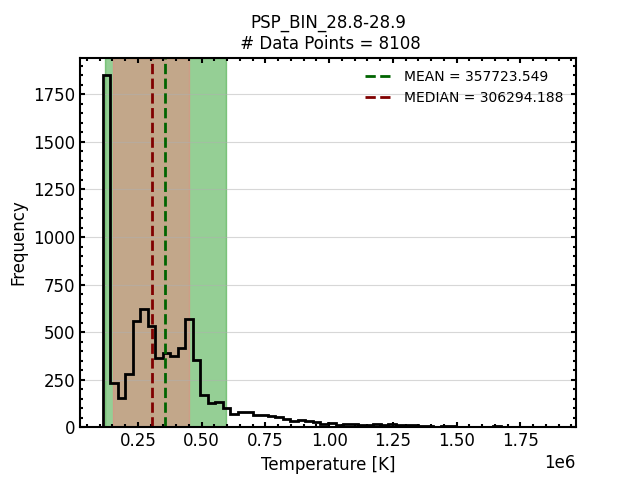 PSP_BIN_28.8-28.9
# Data Points = 8108
MEAN = 357723.549
MEDIAN = 306294.188
Frequency
1750
1500
1250
1000
750
500
250
0
0.25 0.50 0.75 1.00 1.25 1.50 1.75
1e6
Temperature [K]